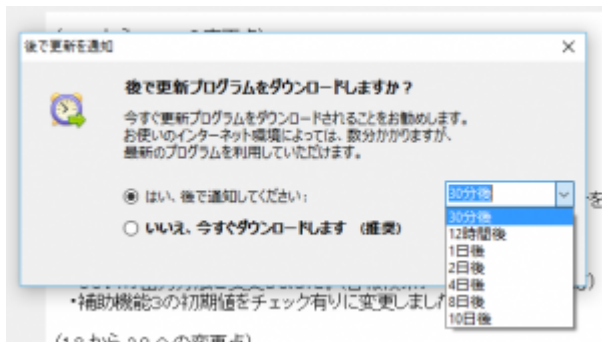 後で更新を通知
後で更新プログラムをダウンロードしますか？
今すぐ更新プログラムをダウンロードされることをお勧めします。
お使いのインターネット環境によっては、数分かかりますが、
最新のプログラムを利用していただけます。
はい、後で通知してください：
30分後
いいえ、今すぐダウンロードします （推奨）
30分後
12時間後
1日後
2日後
4日後
8日後
10日後
を
・補助機能3の初期値をチェック有りに変更しました
への変更点)